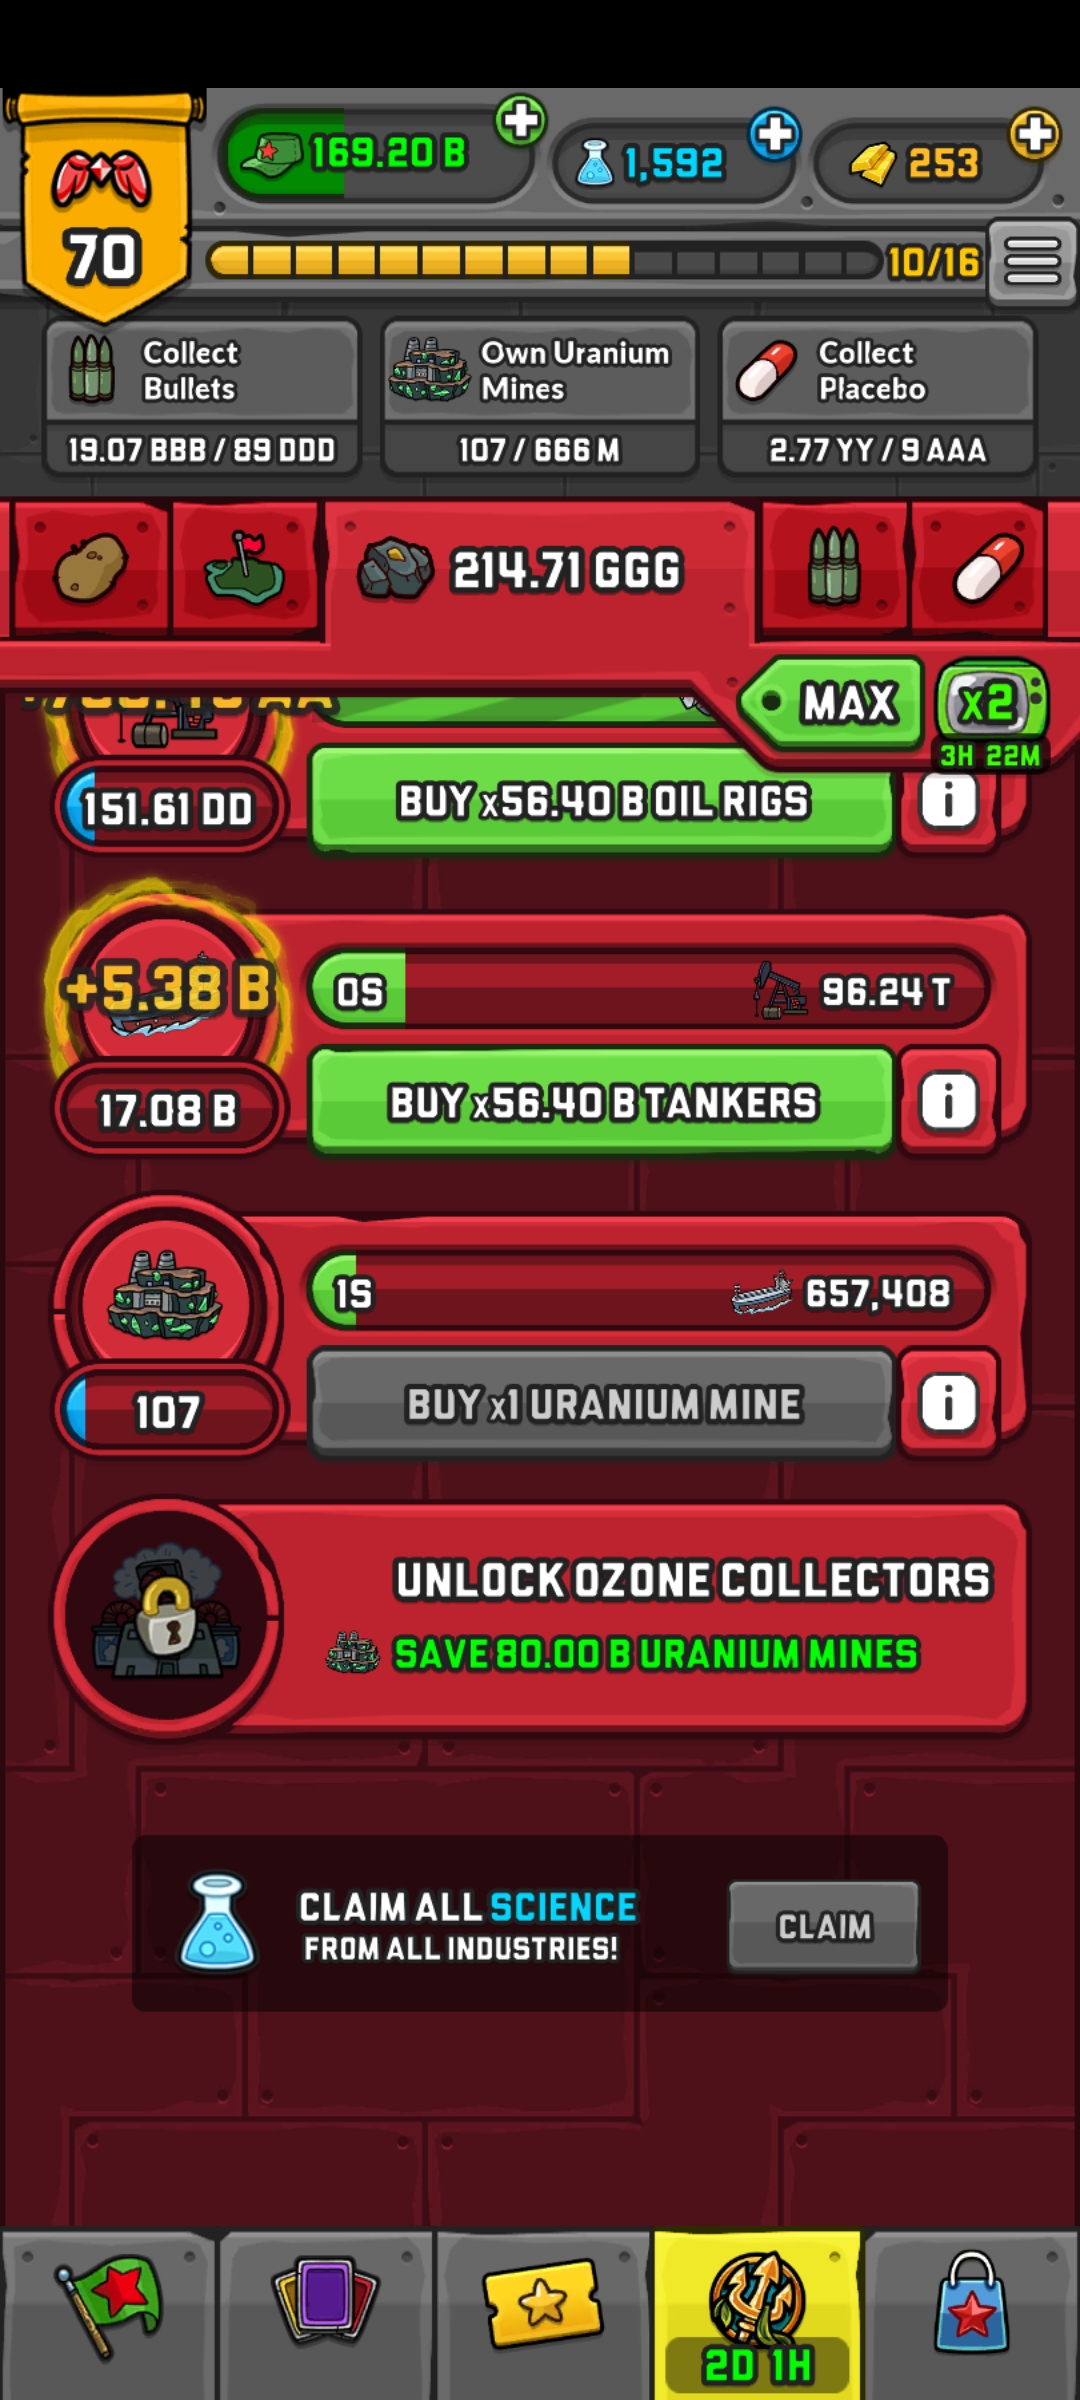 169.20 B
1,592
253
70
10/16
Collect
Bullets
19.07 BBB / 89 DDD
Own Uranium
Mines
107 / 666 M
Collect
Placebo
2.77 YY / 9 AAA
214.71 GGG
MAX
x2
3H 22M
151.61 DD
BUY x56.40 B OIL RIGS
i
+5.38 B
0S
96.24 T
17.08 B
BUY x56.40 B TANKERS
i
1S
657,408
107
BUY x1 URANIUM MINE
i
UNLOCK OZONE COLLECTORS
SAVE 80.00 B URANIUM MINES
CLAIM ALL SCIENCE
FROM ALL INDUSTRIES!
CLAIM
2D 1H